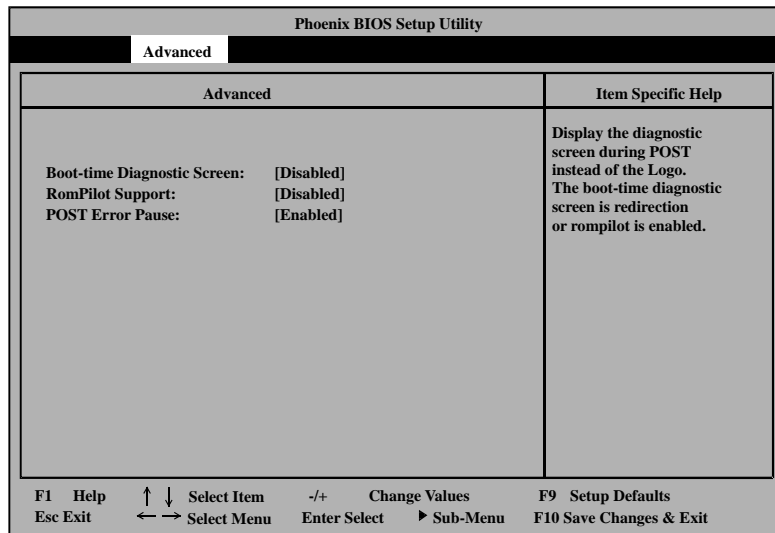 Phoenix BIOS Setup Utility
Advanced
Advanced
Item Specific Help
Boot-time Diagnostic Screen: [Disabled]
RomPilot Support: [Disabled]
POST Error Pause: [Enabled]
Display the diagnostic
screen during POST
instead of the Logo.
The boot-time diagnostic
screen is redirection
or rompilot is enabled.
F1 Help ↑ ↓ Select Item -/+ Change Values F9 Setup Defaults
Esc Exit ← → Select Menu Enter Select ▶ Sub-Menu F10 Save Changes & Exit